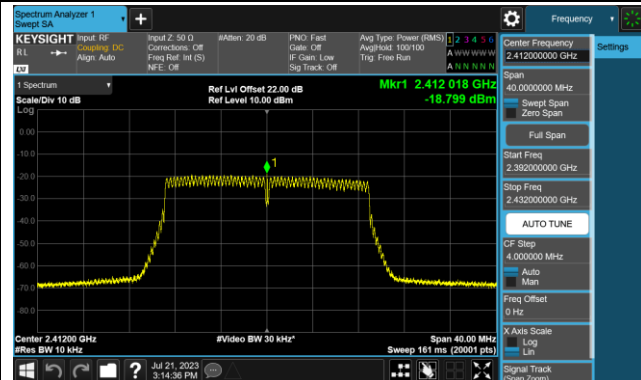 Spectrum Analyzer 1
Swept SA
+
Frequency
KEYSIGHT
Input: RF
Coupling: DC
Align: Auto
Input Z: 50 Ω
Corrections: Off
Freq Ref: Int (S)
NFE: Off
#Atten: 20 dB
PNO: Fast
Gate: Off
IF Gain: Low
Sig Track: Off
Avg Type: Power (RMS)
Avg|Hold: 100/100
Trig: Free Run
1 2 3 4 5 6
A W W W W W
A N N N N N
RL
LXI
1 Spectrum
Scale/Div 10 dB
Ref Lvl Offset 22.00 dB
Ref Level 10.00 dBm
Mkr1 2.412 018 GHz
-18.799 dBm
Log
0.00
-10.0
-20.0
-30.0
-40.0
-50.0
-60.0
-70.0
-80.0
1
Center 2.41200 GHz
#Res BW 10 kHz
#Video BW 30 kHz*
Span 40.00 MHz
Sweep 161 ms (20001 pts)
Jul 21, 2023
3:14:36 PM
Center Frequency
2.412000000 GHz
Settings
Span
40.0000000 MHz
Swept Span
Zero Span
Full Span
Start Freq
2.392000000 GHz
Stop Freq
2.432000000 GHz
AUTO TUNE
CF Step
4.000000 MHz
Auto
Man
Freq Offset
0 Hz
X Axis Scale
Log
Lin
Signal Track
(Span Zoom)